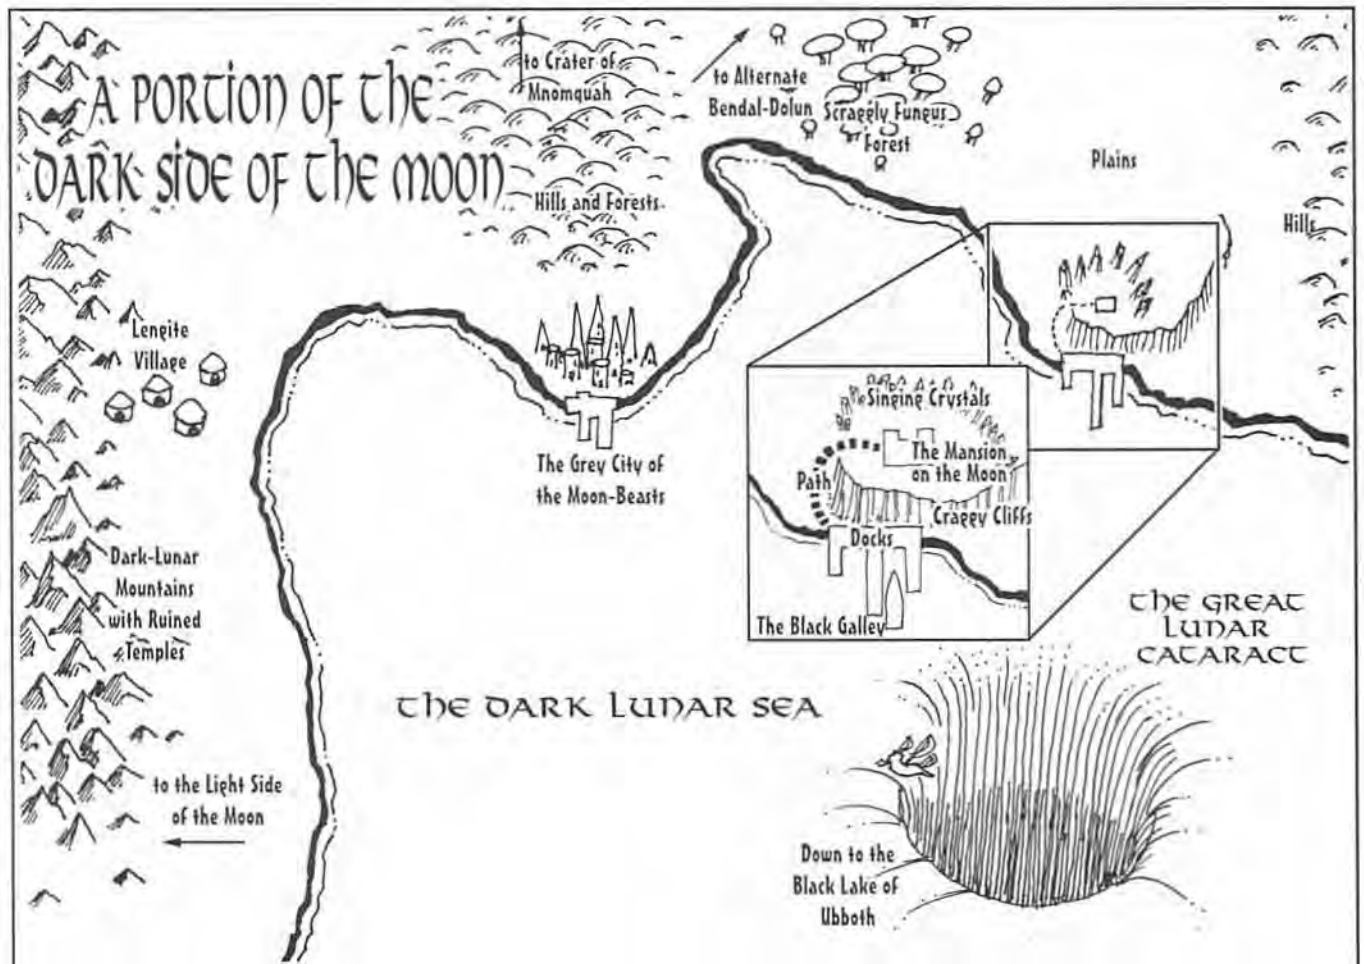 A PORTION OF THE
DARK SIDE OF THE MOON
to Crater of
Mnomquah
to Alternate
Bendal-Dolun
Scraggly Fungus
Forest
Plains
Hills and Forests
Hills
Lengite
Village
The Grey City of
the Moon-Beasts
Singing Crystals
The Mansion
on the Moon
Path
Craggy Cliffs
Docks
The Black Galley
Dark-Lunar
Mountains
with Ruined
Temples
THE GREAT
LUNAR
CATARACT
THE DARK LUNAR SEA
to the Light Side
of the Moon
Down to the
Black Lake of
Ubboth